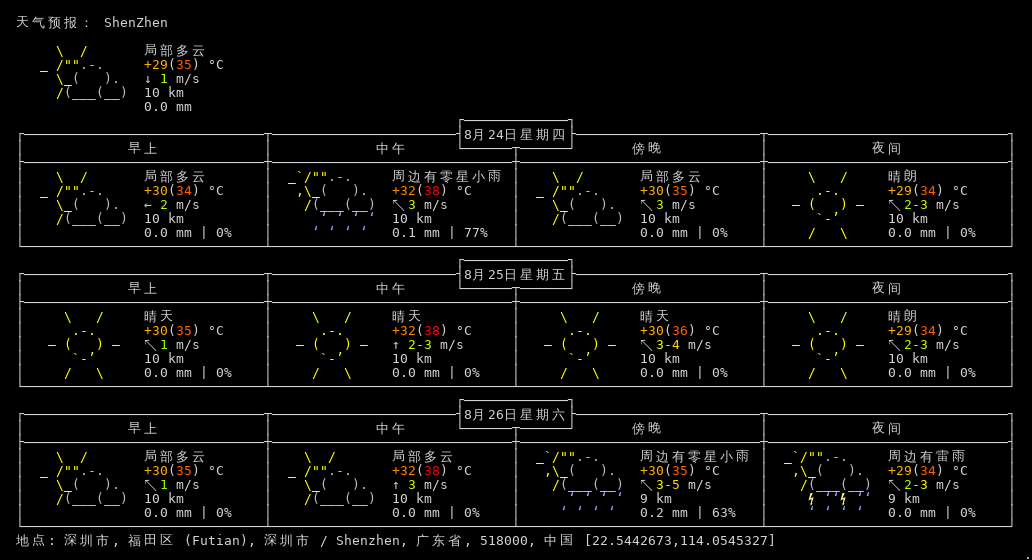 天气预报： ShenZhen
局部多云
+29(35) °C
↓ 1 m/s
10 km
0.0 mm
8月24日星期四
早上 中午 傍晚 夜间
局部多云 周边有零星小雨 局部多云 晴朗
+30(34) °C +32(38) °C +30(35) °C +29(34) °C
← 2 m/s ↖3 m/s ↖3 m/s ↖2-3 m/s
10 km 10 km 10 km 10 km
0.0 mm | 0% 0.1 mm | 77% 0.0 mm | 0% 0.0 mm | 0%
8月25日星期五
早上 中午 傍晚 夜间
晴天 晴天 晴天 晴朗
+30(35) °C +32(38) °C +30(36) °C +29(34) °C
↖1 m/s ↑ 2-3 m/s ↖3-4 m/s ↖2-3 m/s
10 km 10 km 10 km 10 km
0.0 mm | 0% 0.0 mm | 0% 0.0 mm | 0% 0.0 mm | 0%
8月26日星期六
早上 中午 傍晚 夜间
局部多云 局部多云 周边有零星小雨 周边有雷雨
+30(35) °C +32(38) °C +30(35) °C +29(34) °C
↖1 m/s ↑ 3 m/s ↖3-5 m/s ↖2-3 m/s
10 km 10 km 9 km 9 km
0.0 mm | 0% 0.0 mm | 0% 0.2 mm | 63% 0.0 mm | 0%
地点: 深圳市, 福田区 (Futian), 深圳市 / Shenzhen, 广东省, 518000, 中国 [22.5442673,114.0545327]